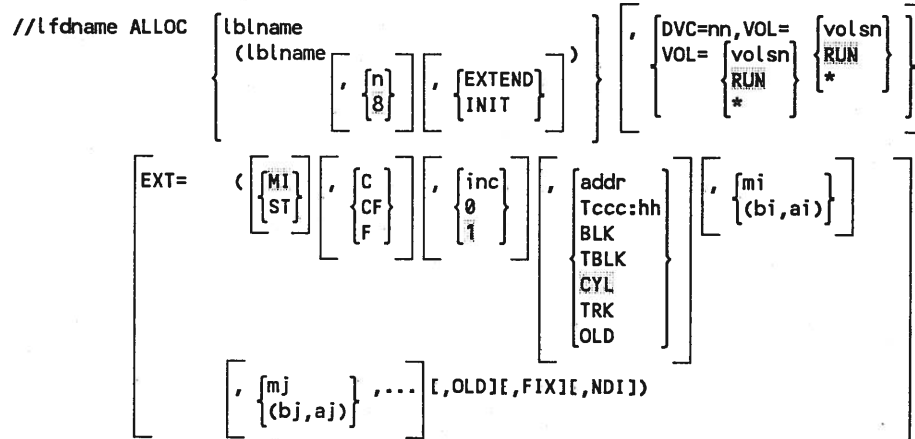 //lfdname ALLOC lblname , DVC=nn,VOL= volsn
(lblname ) VOL= volsn RUN
, n , EXTEND RUN *
8 INIT *
EXT= ( MI , C , inc , addr , mi
ST CF 0 Tccc:hh (bi,ai)
F 1 BLK
TBLK
CYL
TRK
OLD
, mj ,... [,OLD][,FIX][,NDI])
(bj,aj)